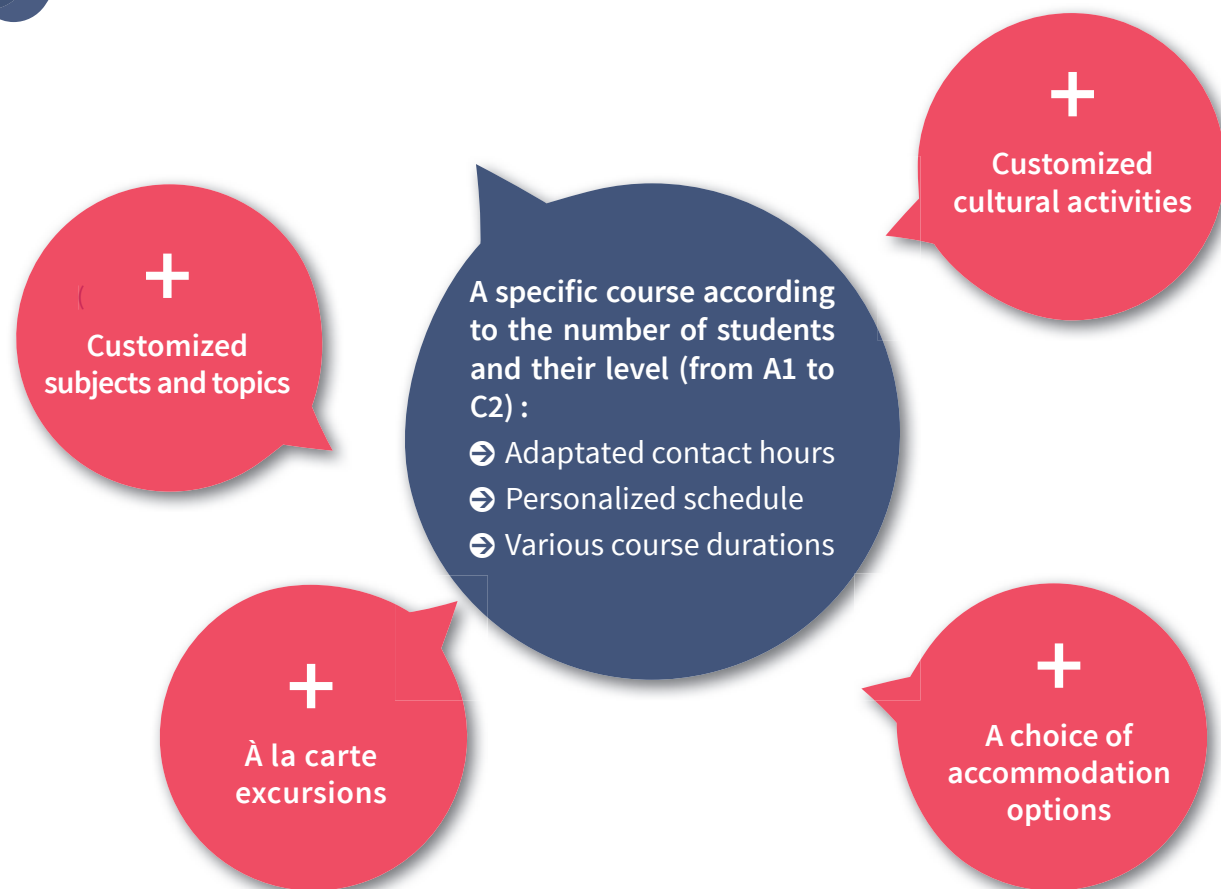 +
Customized
cultural activities
+
Customized
subjects and topics
A specific course according
to the number of students
and their level (from A1 to
C2) :
Adaptated contact hours
Personalized schedule
Various course durations
+
À la carte
excursions
+
A choice of
accommodation
options